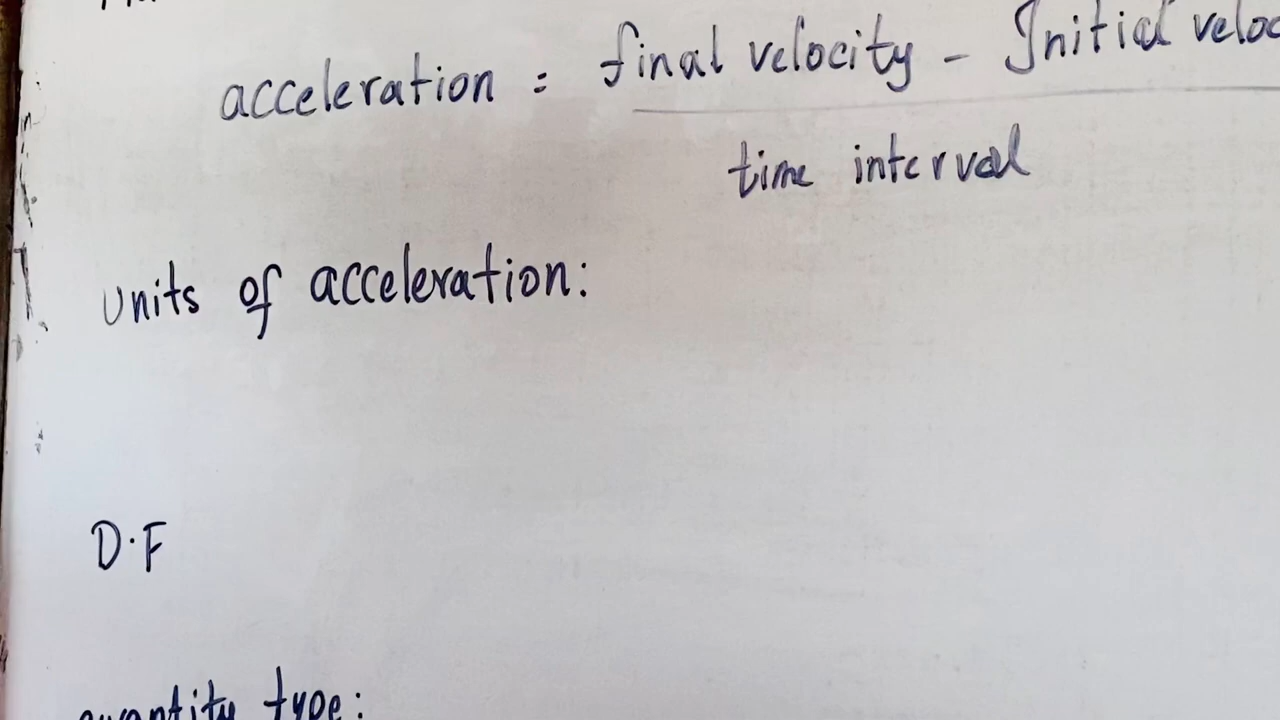 acceleration = final velocity - Initial veloc
time interval
units of acceleration:
D.F
quantity type: